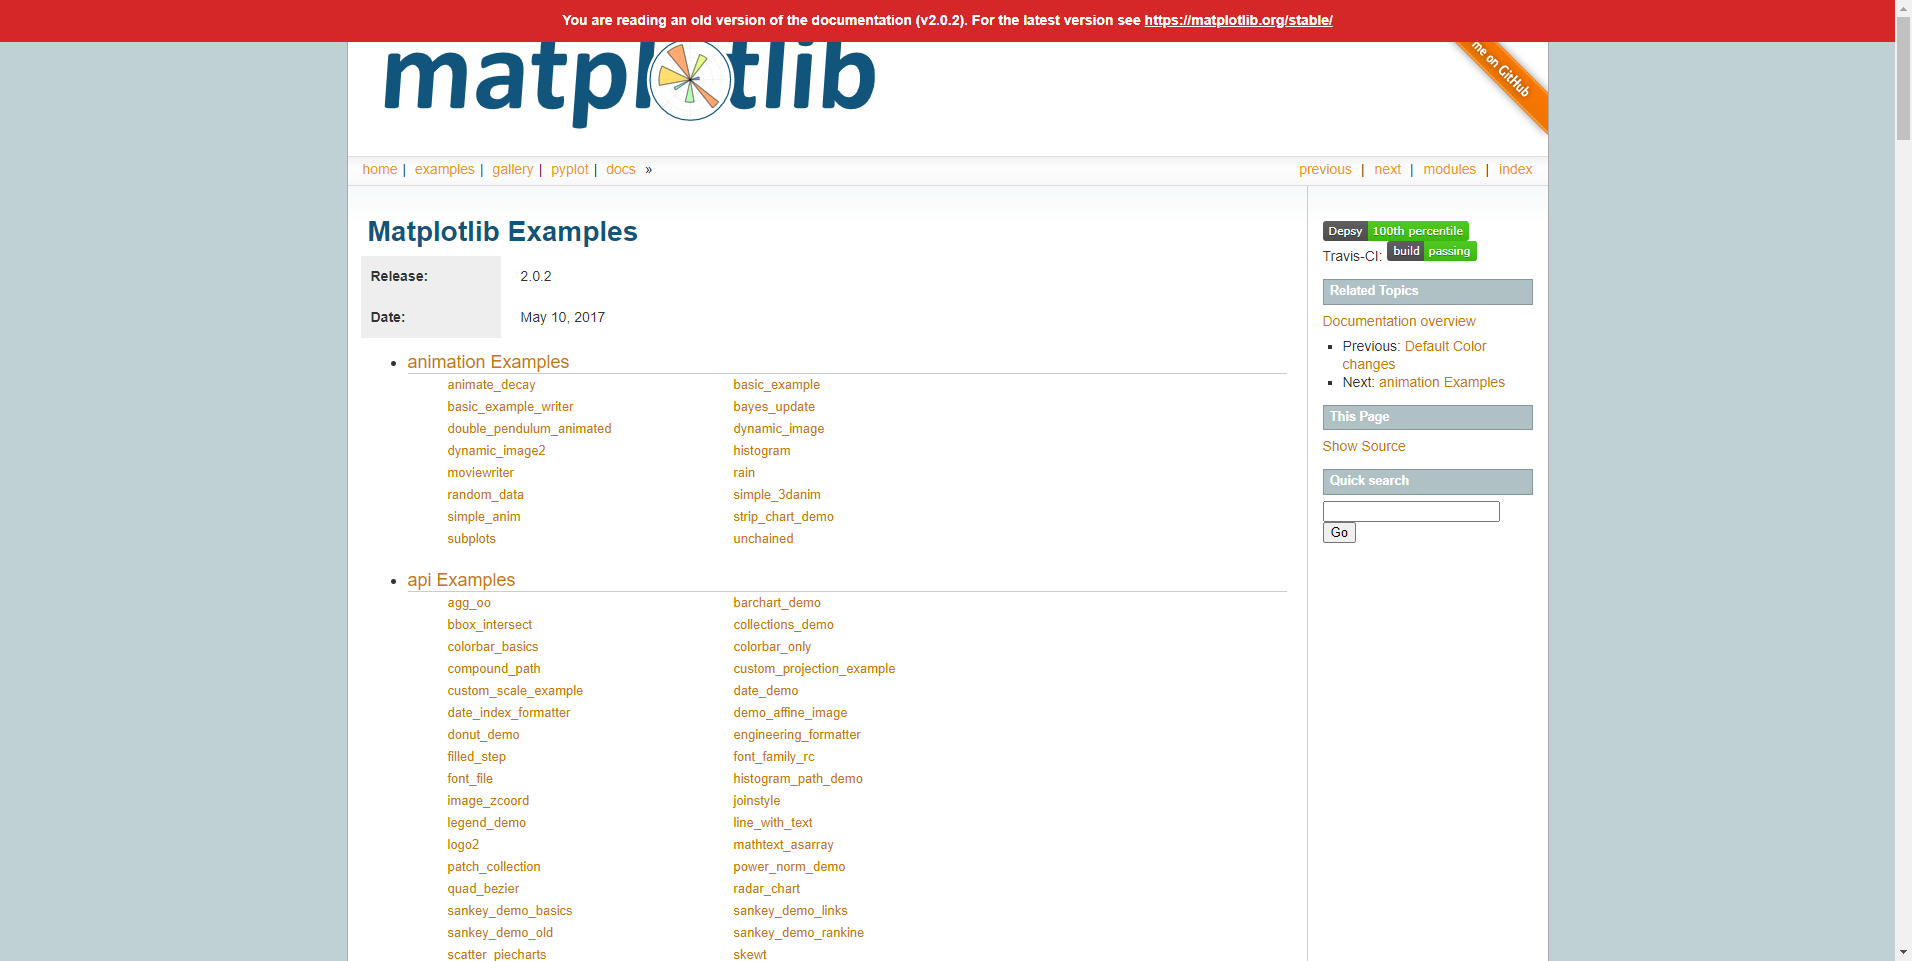 You are reading an old version of the documentation (v2.0.2). For the latest version see https://matplotlib.org/stable/
matplotlib
me on GitHub
home | examples | gallery | pyplot | docs »
previous | next | modules | index
Matplotlib Examples
Release: 2.0.2
Date: May 10, 2017
animation Examples
animate_decay basic_example
basic_example_writer bayes_update
double_pendulum_animated dynamic_image
dynamic_image2 histogram
moviewriter rain
random_data simple_3danim
simple_anim strip_chart_demo
subplots unchained
api Examples
agg_oo barchart_demo
bbox_intersect collections_demo
colorbar_basics colorbar_only
compound_path custom_projection_example
custom_scale_example date_demo
date_index_formatter demo_affine_image
donut_demo engineering_formatter
filled_step font_family_rc
font_file histogram_path_demo
image_zcoord joinstyle
legend_demo line_with_text
logo2 mathtext_asarray
patch_collection power_norm_demo
quad_bezier radar_chart
sankey_demo_basics sankey_demo_links
sankey_demo_old sankey_demo_rankine
scatter_piecharts skewt
Depsy 100th percentile
Travis-CI: build passing
Related Topics
Documentation overview
Previous: Default Color
changes
Next: animation Examples
This Page
Show Source
Quick search
Go